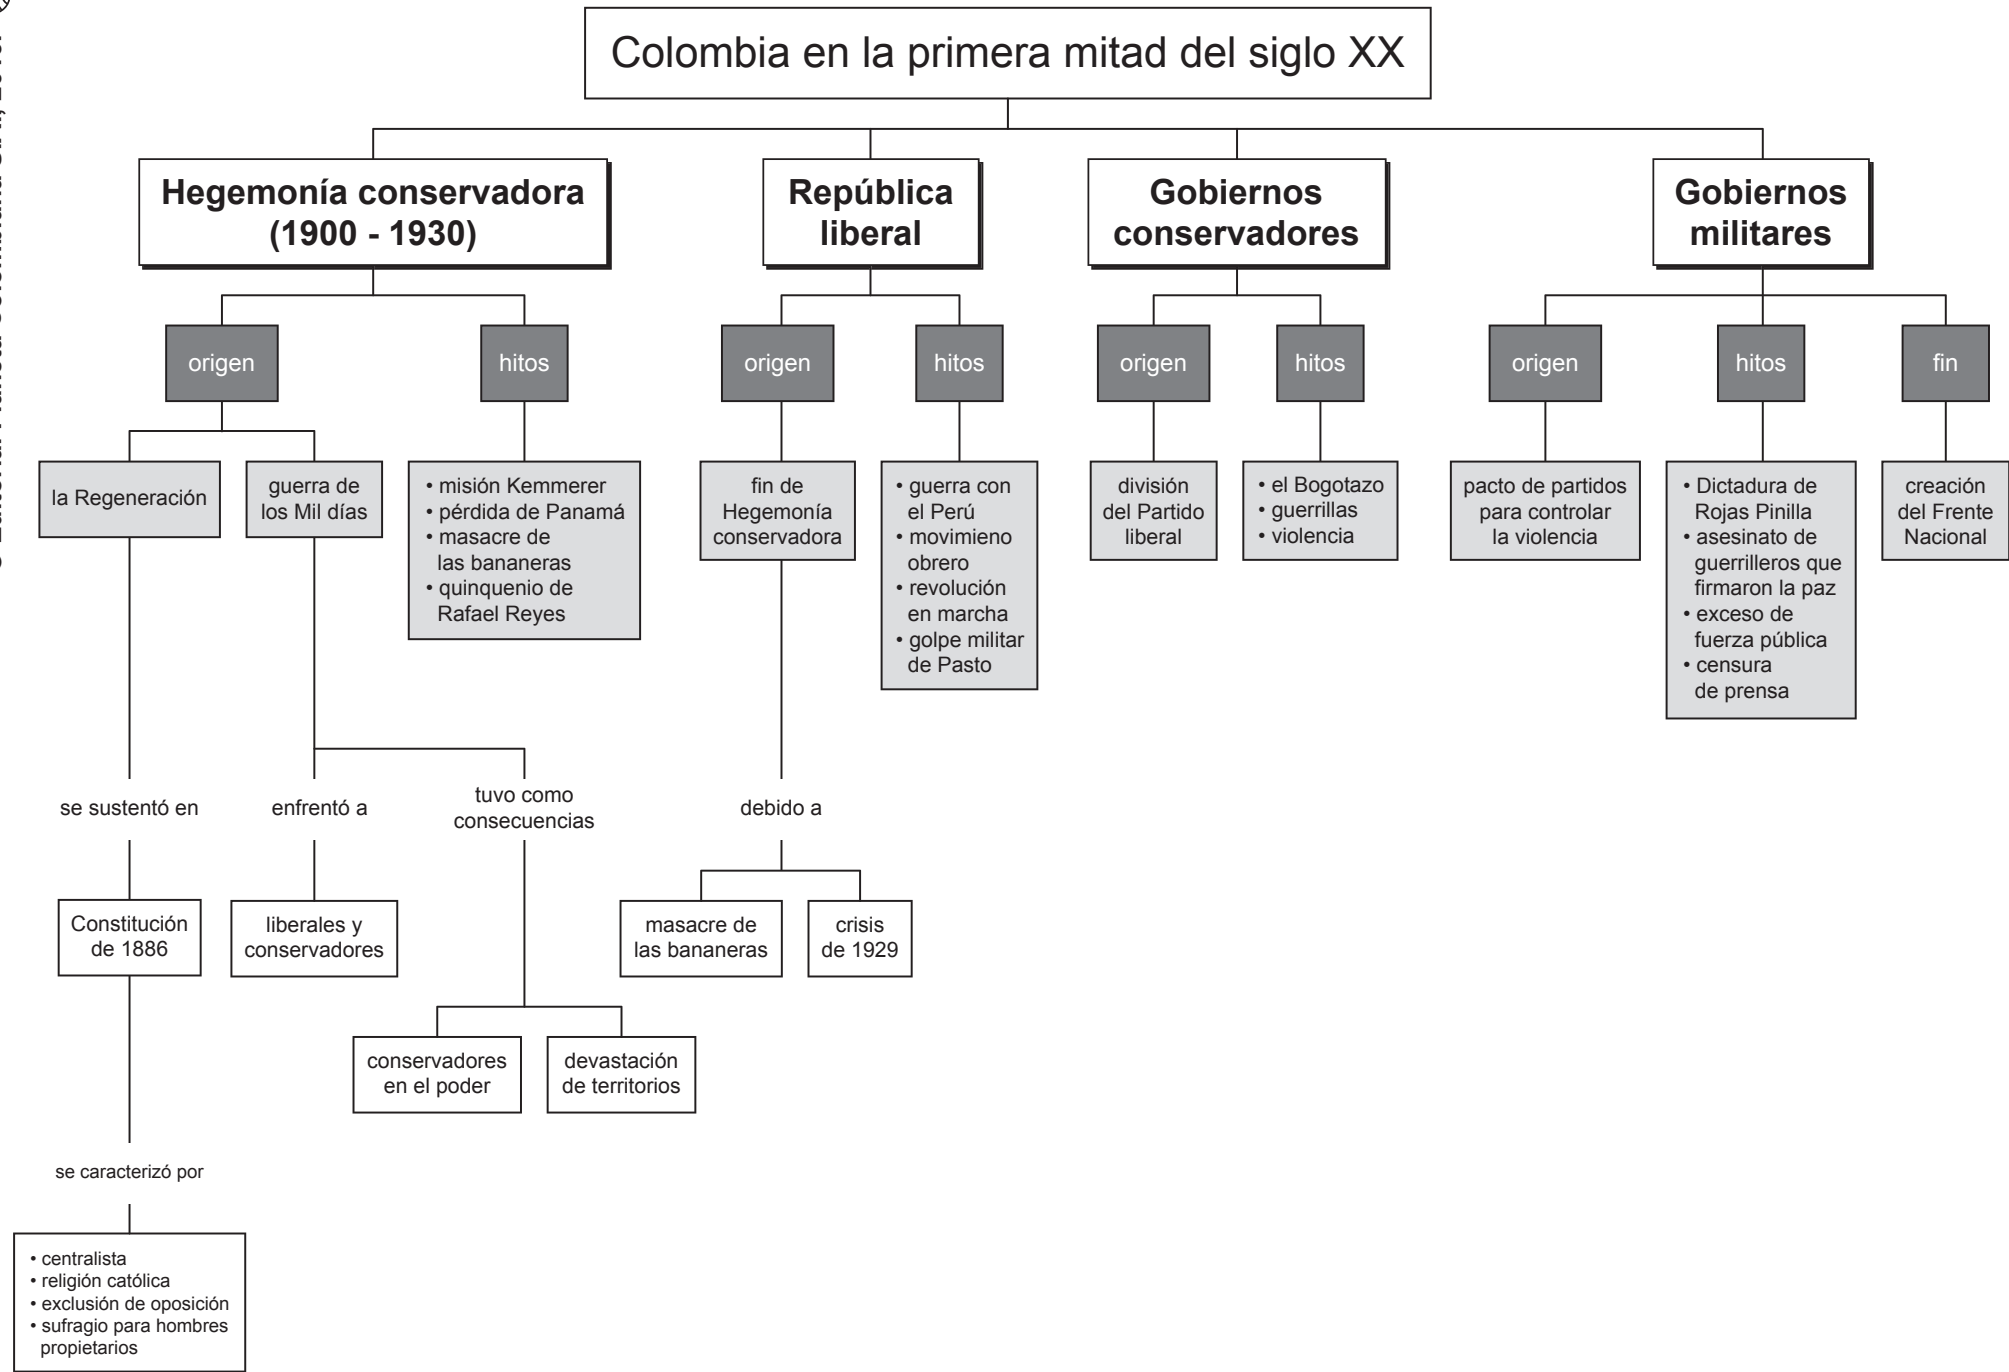 Colombia en la primera mitad del siglo XX
Hegemonía conservadora
(1900 - 1930)
República
liberal
Gobiernos
conservadores
Gobiernos
militares
origen
hitos
origen
hitos
origen
hitos
origen
hitos
fin
la Regeneración
guerra de
los Mil días
• misión Kemmerer
• pérdida de Panamá
• masacre de
las bananeras
• quinquenio de
Rafael Reyes
fin de
Hegemonía
conservadora
• guerra con
el Perú
• movimieno
obrero
• revolución
en marcha
• golpe militar
de Pasto
división
del Partido
liberal
• el Bogotazo
• guerrillas
• violencia
pacto de partidos
para controlar
la violencia
• Dictadura de
Rojas Pinilla
• asesinato de
guerrilleros que
firmaron la paz
• exceso de
fuerza pública
• censura
de prensa
creación
del Frente
Nacional
se sustentó en
enfrentó a
tuvo como
consecuencias
debido a
Constitución
de 1886
liberales y
conservadores
masacre de
las bananeras
crisis
de 1929
conservadores
en el poder
devastación
de territorios
se caracterizó por
• centralista
• religión católica
• exclusión de oposición
• sufragio para hombres
propietarios